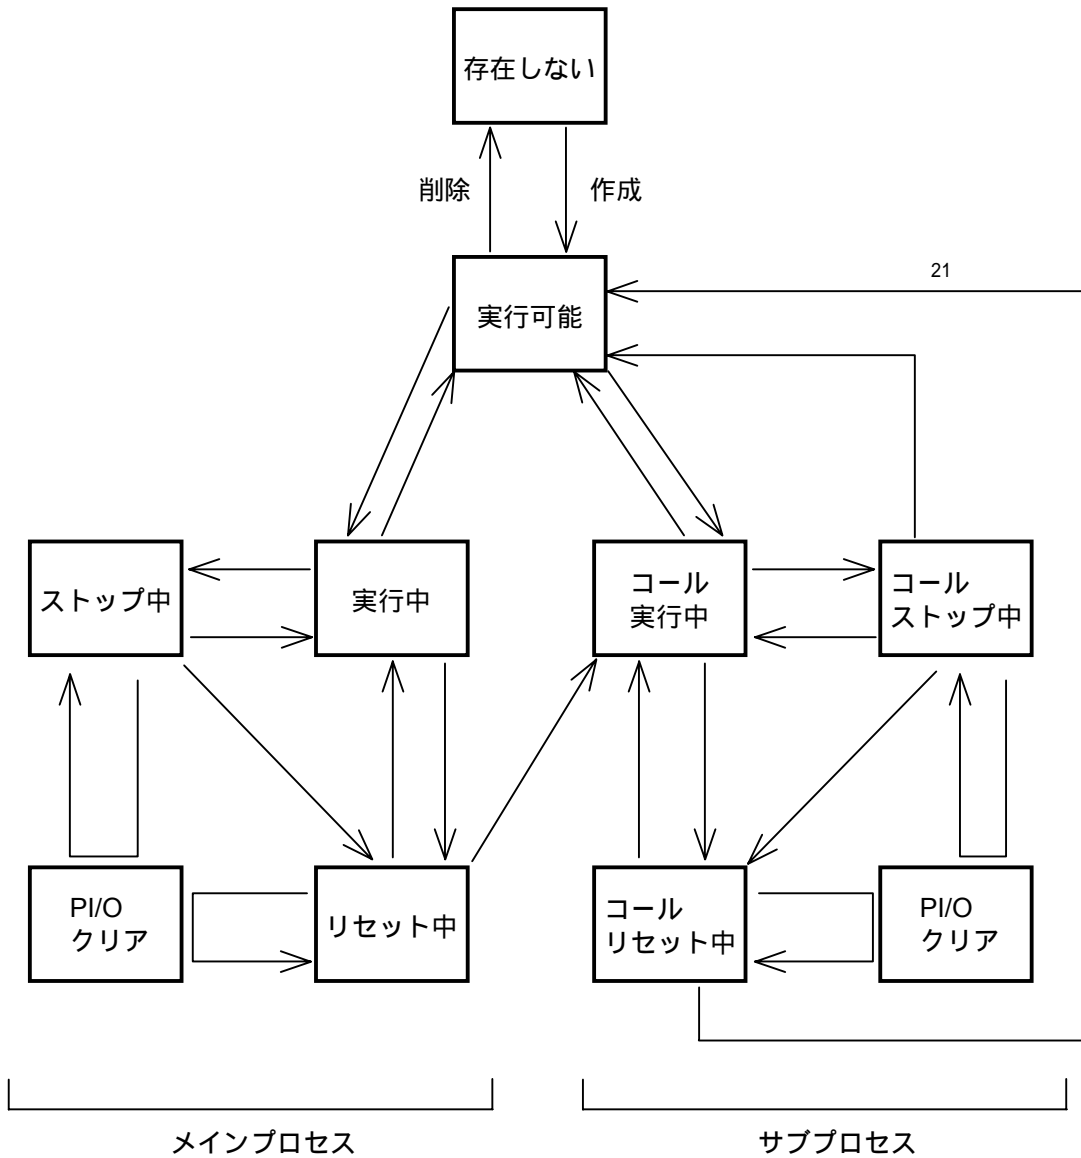 存在しない
削除
作成
21
実行可能
ストップ中
実行中
コール
実行中
コール
ストップ中
PI/O
クリア
リセット中
コール
リセット中
PI/O
クリア
メインプロセス
サブプロセス